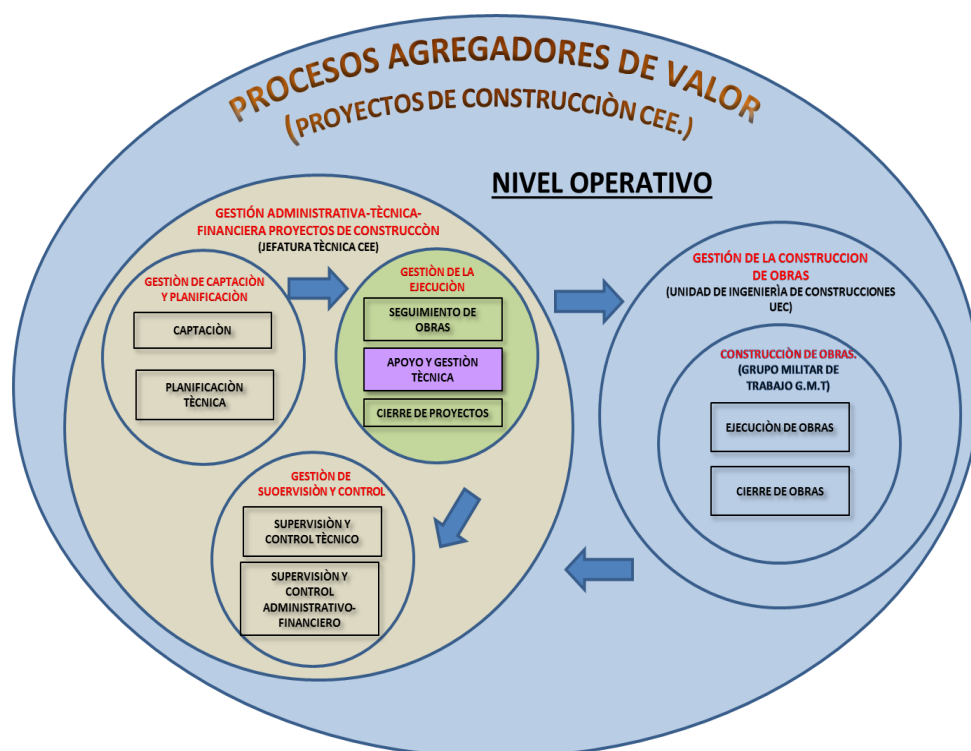 PROCESOS AGREGADORES DE VALOR
(PROYECTOS DE CONSTRUCCIÒN CEE.)
NIVEL OPERATIVO
GESTIÓN ADMINISTRATIVA-TÈCNICA-
FINANCIERA PROYECTOS DE CONSTRUCCÒN
(JEFATURA TÈCNICA CEE)
GESTIÒN DE CAPTACIÒN
Y PLANIFICACIÒN
CAPTACIÒN
PLANIFICACIÒN
TÈCNICA
GESTIÒN DE LA
EJECUCIÒN
SEGUIMIENTO DE
OBRAS
APOYO Y GESTIÒN
TÈCNICA
CIERRE DE PROYECTOS
GESTIÒN DE
SUOERVISIÒN Y CONTROL
SUPERVISIÒN Y
CONTROL TÈCNICO
SUPERVISIÒN Y
CONTROL
ADMINISTRATIVO-
FINANCIERO
GESTIÓN DE LA CONSTRUCCION
DE OBRAS
(UNIDAD DE INGENIERÌA DE CONSTRUCCIONES
UEC)
CONSTRUCCIÒN DE OBRAS.
(GRUPO MILITAR DE
TRABAJO G.M.T)
EJECUCIÒN DE OBRAS
CIERRE DE OBRAS